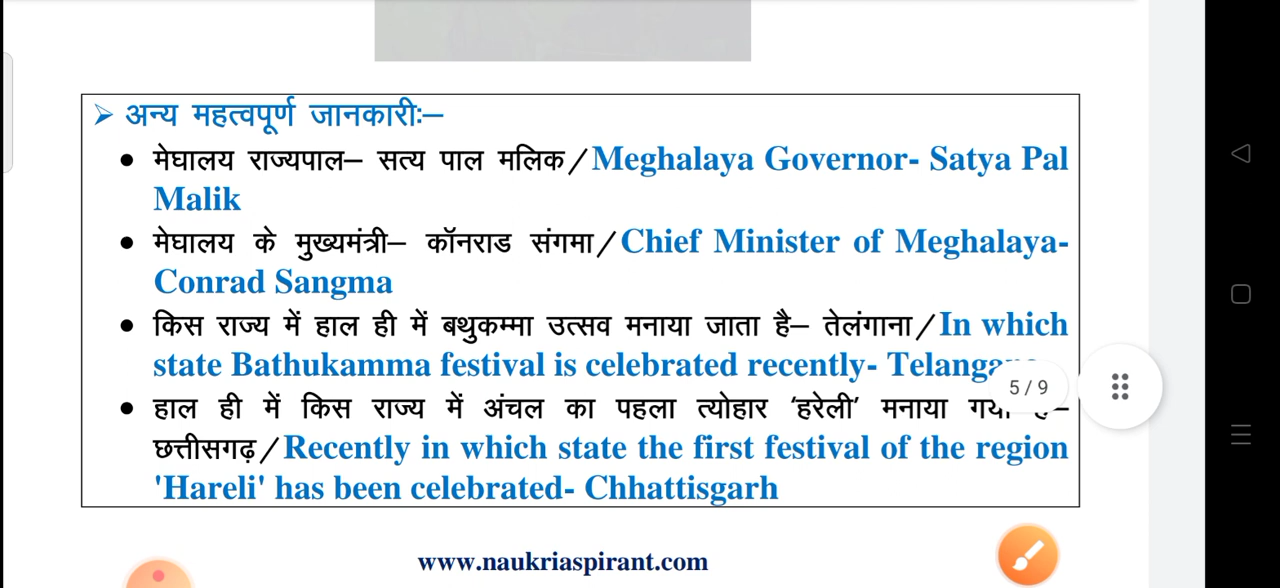 ➢ अन्य महत्वपूर्ण जानकारीः–
• मेघालय राज्यपाल– सत्य पाल मलिक/Meghalaya Governor- Satya Pal
Malik
• मेघालय के मुख्यमंत्री– कॉनराड संगमा/Chief Minister of Meghalaya-
Conrad Sangma
• किस राज्य में हाल ही में बथुकम्मा उत्सव मनाया जाता है– तेलंगाना/In which
state Bathukamma festival is celebrated recently-
5/9
• हाल ही में किस राज्य में अंचल का पहला त्योहार ‘हरेली’ मनाया
छत्तीसगढ़/Recently in which state the first festival of the region
'Hareli' has been celebrated- Chhattisgarh
www.naukriaspirant.com